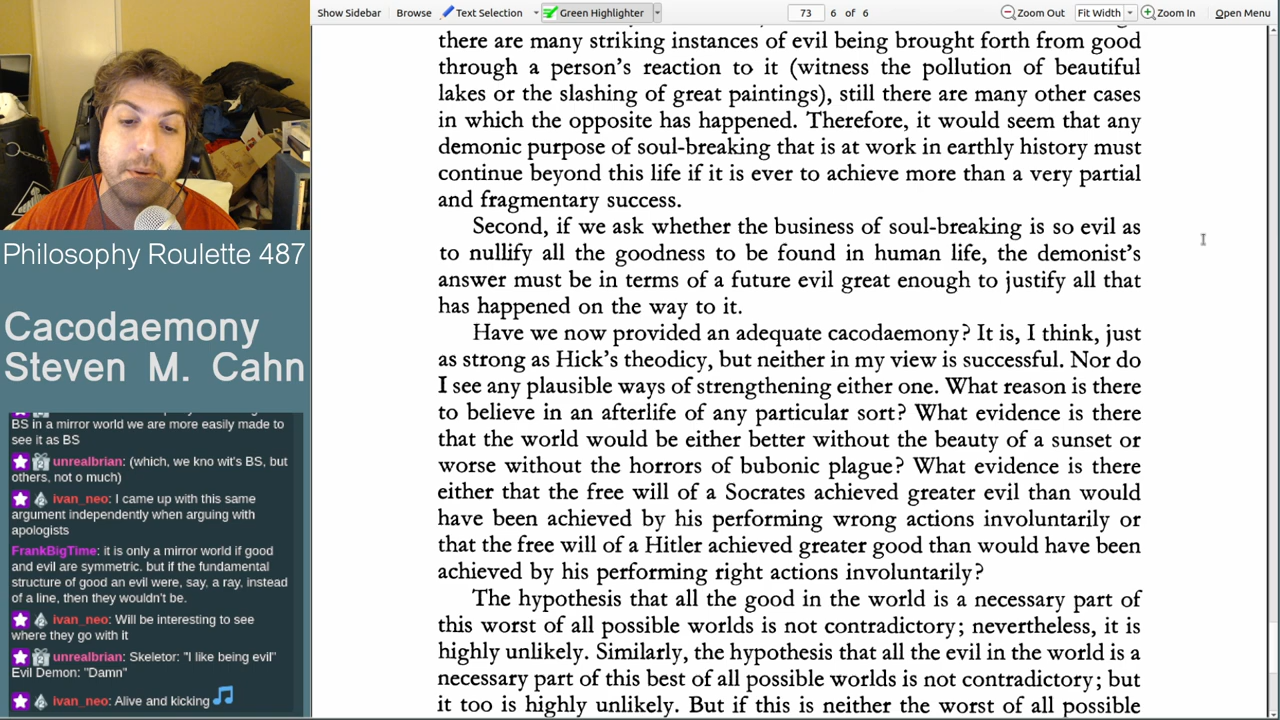 Show Sidebar Browse Text Selection Green Highlighter 73 6 of 6 Zoom Out Fit Width Zoom In Open Menu
there are many striking instances of evil being brought forth from good
through a person's reaction to it (witness the pollution of beautiful
lakes or the slashing of great paintings), still there are many other cases
in which the opposite has happened. Therefore, it would seem that any
demonic purpose of soul-breaking that is at work in earthly history must
continue beyond this life if it is ever to achieve more than a very partial
and fragmentary success.
Second, if we ask whether the business of soul-breaking is so evil as
to nullify all the goodness to be found in human life, the demonist's
answer must be in terms of a future evil great enough to justify all that
has happened on the way to it.
Have we now provided an adequate cacodaemony? It is, I think, just
as strong as Hick's theodicy, but neither in my view is successful. Nor do
I see any plausible ways of strengthening either one. What reason is there
to believe in an afterlife of any particular sort? What evidence is there
that the world would be either better without the beauty of a sunset or
worse without the horrors of bubonic plague? What evidence is there
either that the free will of a Socrates achieved greater evil than would
have been achieved by his performing wrong actions involuntarily or
that the free will of a Hitler achieved greater good than would have been
achieved by his performing right actions involuntarily?
The hypothesis that all the good in the world is a necessary part of
this worst of all possible worlds is not contradictory; nevertheless, it is
highly unlikely. Similarly, the hypothesis that all the evil in the world is a
necessary part of this best of all possible worlds is not contradictory; but
it too is highly unlikely. But if this is neither the worst of all possible
Philosophy Roulette 487
Cacodaemony
Steven M. Cahn
BS in a mirror world we are more easily made to
see it as BS
unrealbrian: (which, we kno wit's BS, but
others, not o much)
ivan_neo: I came up with this same
argument independently when arguing with
apologists
FrankBigTime: it is only a mirror world if good
and evil are symmetric. but if the fundamental
structure of good an evil were, say, a ray, instead
of a line, then they wouldn't be.
ivan_neo: Will be interesting to see
where they go with it
unrealbrian: Skeletor: "I like being evil"
Evil Demon: "Damn"
ivan_neo: Alive and kicking